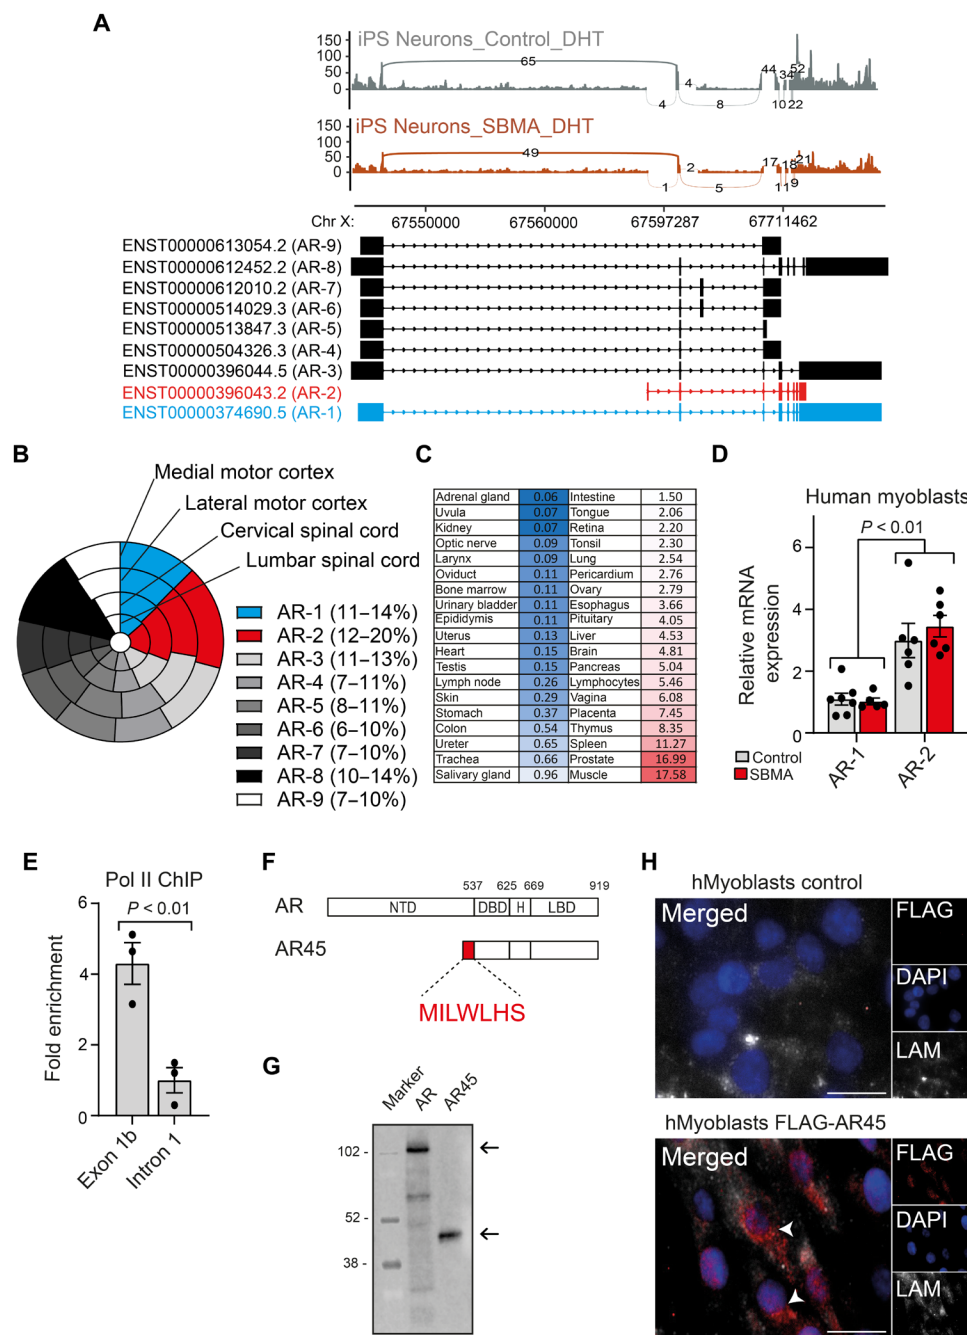 A
iPS Neurons_Control_DHT
150
100
50
0
65
4
4
8
44
10
34
22
52
iPS Neurons_SBMA_DHT
150
100
50
0
49
1
2
5
17
11
18
19
21
Chr X: 67550000 67560000 67597287 67711462
ENST00000613054.2 (AR-9)
ENST00000612452.2 (AR-8)
ENST00000612010.2 (AR-7)
ENST00000514029.3 (AR-6)
ENST00000513847.3 (AR-5)
ENST00000504326.3 (AR-4)
ENST00000396044.5 (AR-3)
ENST00000396043.2 (AR-2)
ENST00000374690.5 (AR-1)
B
Medial motor cortex
Lateral motor cortex
Cervical spinal cord
Lumbar spinal cord
AR-1 (11–14%)
AR-2 (12–20%)
AR-3 (11–13%)
AR-4 (7–11%)
AR-5 (8–11%)
AR-6 (6–10%)
AR-7 (7–10%)
AR-8 (10–14%)
AR-9 (7–10%)
C
Adrenal gland 0.06 Intestine 1.50
Uvula 0.07 Tongue 2.06
Kidney 0.07 Retina 2.20
Optic nerve 0.09 Tonsil 2.30
Larynx 0.09 Lung 2.54
Oviduct 0.11 Pericardium 2.76
Bone marrow 0.11 Ovary 2.79
Urinary bladder 0.11 Esophagus 3.66
Epididymis 0.11 Pituitary 4.05
Uterus 0.13 Liver 4.53
Heart 0.15 Brain 4.81
Testis 0.15 Pancreas 5.04
Lymph node 0.26 Lymphocytes 5.46
Skin 0.29 Vagina 6.08
Stomach 0.37 Placenta 7.45
Colon 0.54 Thymus 8.35
Ureter 0.65 Spleen 11.27
Trachea 0.66 Prostate 16.99
Salivary gland 0.96 Muscle 17.58
D
Human myoblasts
P < 0.01
Relative mRNA
expression
6
4
2
0
Control
SBMA
AR-1
AR-2
E
Pol II ChIP
P < 0.01
Fold enrichment
6
4
2
0
Exon 1b
Intron 1
F
537 625 669 919
AR NTD DBD H LBD
AR45
MILWLHS
G
Marker
AR
AR45
102 -
52 -
38 -
H
hMyoblasts control
Merged
FLAG
DAPI
LAM
hMyoblasts FLAG-AR45
Merged
FLAG
DAPI
LAM